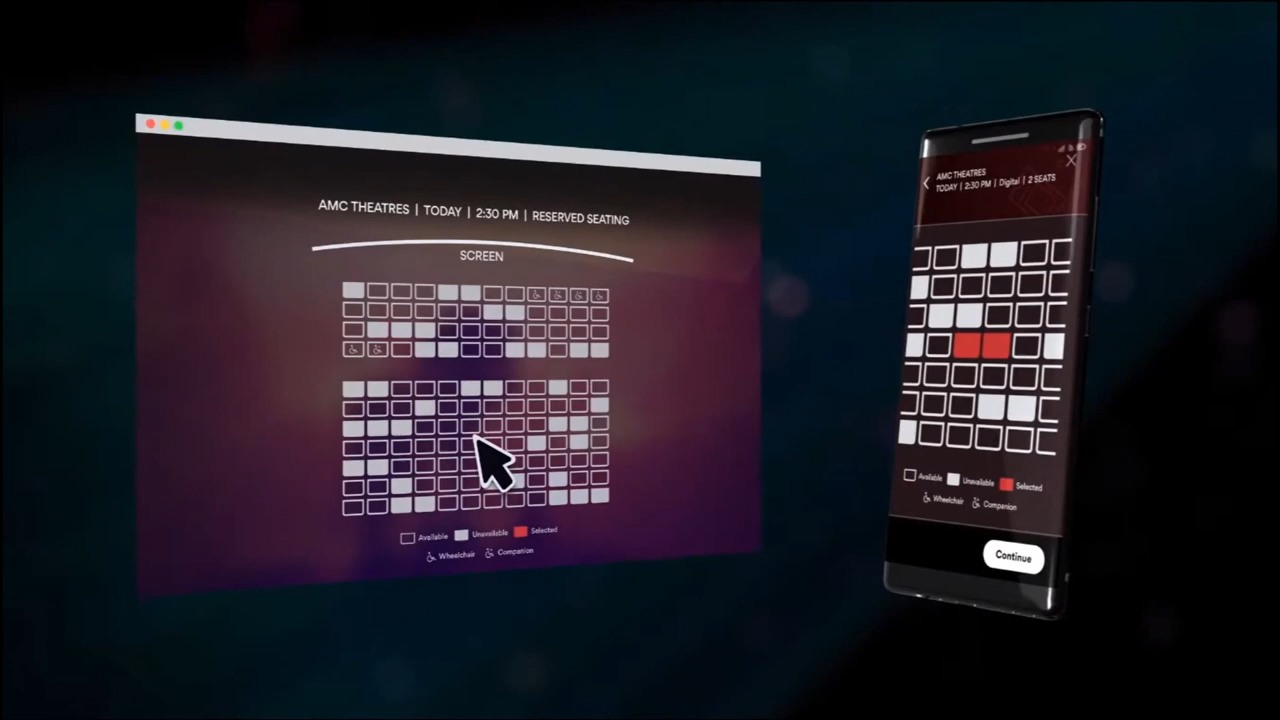 AMC THEATRES | TODAY | 2:30 PM | RESERVED SEATING
SCREEN
Available Unavailable Selected
Wheelchair Companion
AMC THEATRES
TODAY | 2:30 PM | Digital | 2 SEATS
Available Unavailable Selected
Wheelchair Companion
Continue